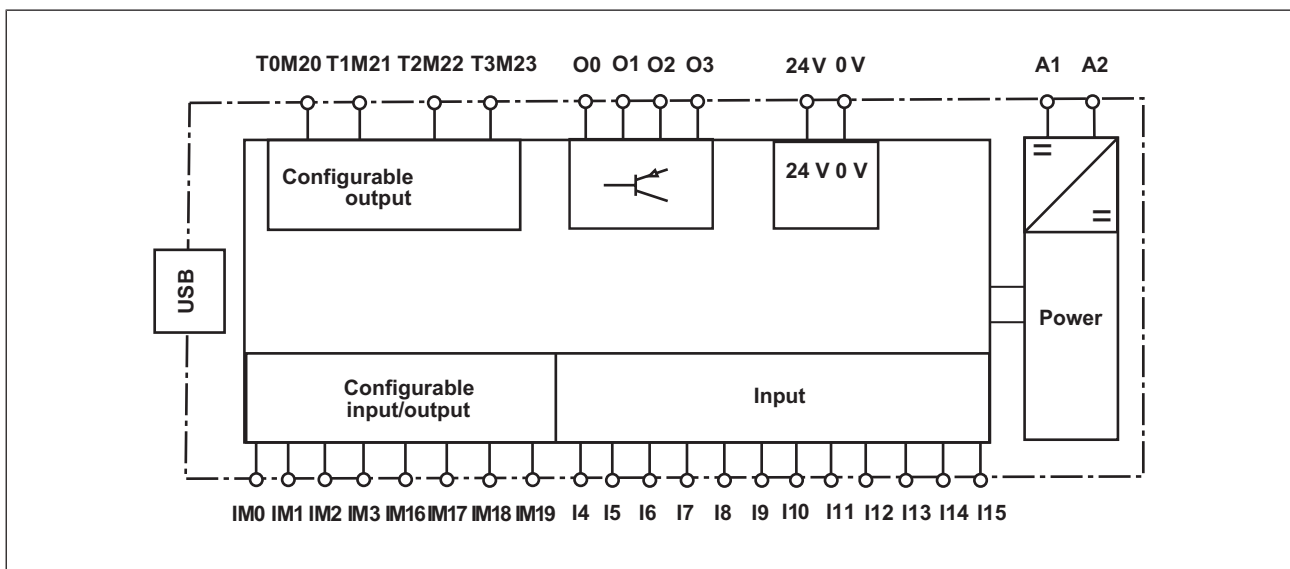 T0M20 T1M21 T2M22 T3M23 O0 O1 O2 O3 24 V 0 V A1 A2
Configurable
output
24 V 0 V
=
=
USB
Power
Configurable
input/output
Input
IM0 IM1 IM2 IM3 IM16 IM17 IM18 IM19 I4 I5 I6 I7 I8 I9 I10 I11 I12 I13 I14 I15